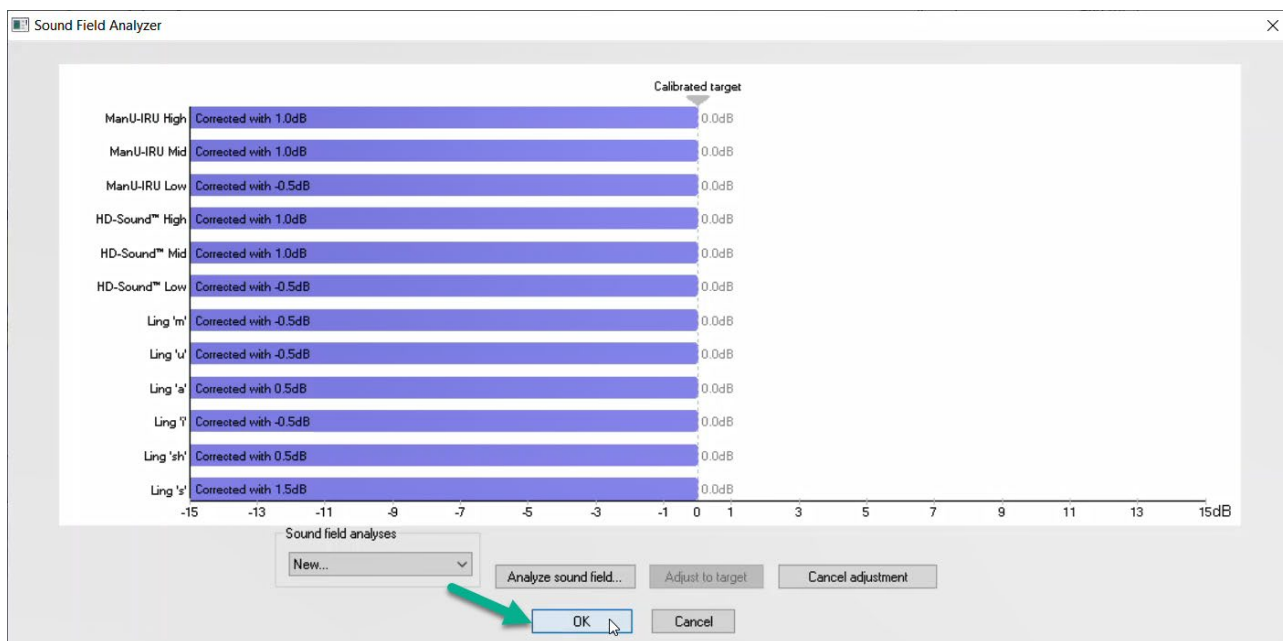 Sound Field Analyzer
Calibrated target
ManU-IRU High Corrected with 1.0dB 0.0dB
ManU-IRU Mid Corrected with 1.0dB 0.0dB
ManU-IRU Low Corrected with -0.5dB 0.0dB
HD-Sound™ High Corrected with 1.0dB 0.0dB
HD-Sound™ Mid Corrected with 1.0dB 0.0dB
HD-Sound™ Low Corrected with -0.5dB 0.0dB
Ling 'm' Corrected with -0.5dB 0.0dB
Ling 'u' Corrected with -0.5dB 0.0dB
Ling 'a' Corrected with 0.5dB 0.0dB
Ling 'i' Corrected with -0.5dB 0.0dB
Ling 'sh' Corrected with 0.5dB 0.0dB
Ling 's' Corrected with 1.5dB 0.0dB
-15 -13 -11 -9 -7 -5 -3 -1 0 1 3 5 7 9 11 13 15dB
Sound field analyses
New...
Analyze sound field... Adjust to target Cancel adjustment
OK Cancel